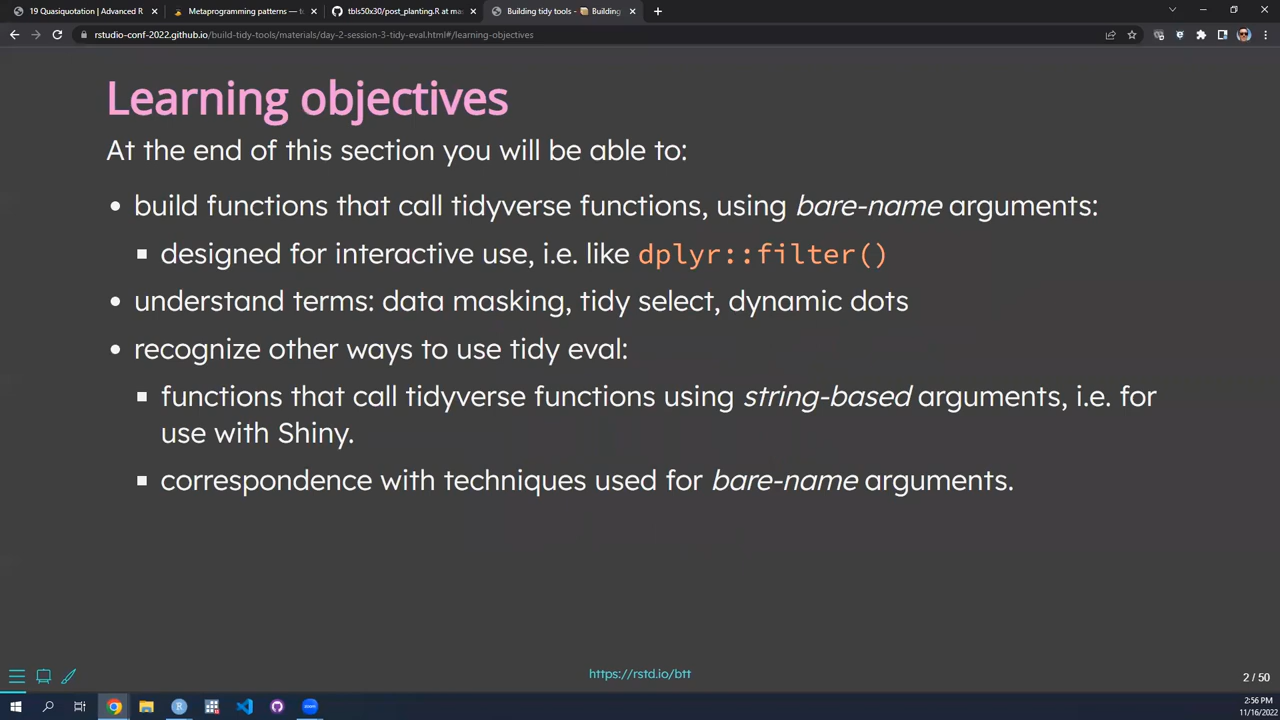 19 Quasiquotation | Advanced R
Metaprogramming patterns — 
tbls50x30/post_planting.R at
Building tidy tools - Building
rstudio-conf-2022.github.io/build-tidy-tools/materials/day-2-session-3-tidy-eval.html#/learning-objectives
Learning objectives
At the end of this section you will be able to:
• build functions that call tidyverse functions, using bare-name arguments:
▪ designed for interactive use, i.e. like dplyr::filter()
• understand terms: data masking, tidy select, dynamic dots
• recognize other ways to use tidy eval:
▪ functions that call tidyverse functions using string-based arguments, i.e. for
use with Shiny.
▪ correspondence with techniques used for bare-name arguments.
https://rstd.io/btt
2 / 50
2:56 PM
11/16/2022